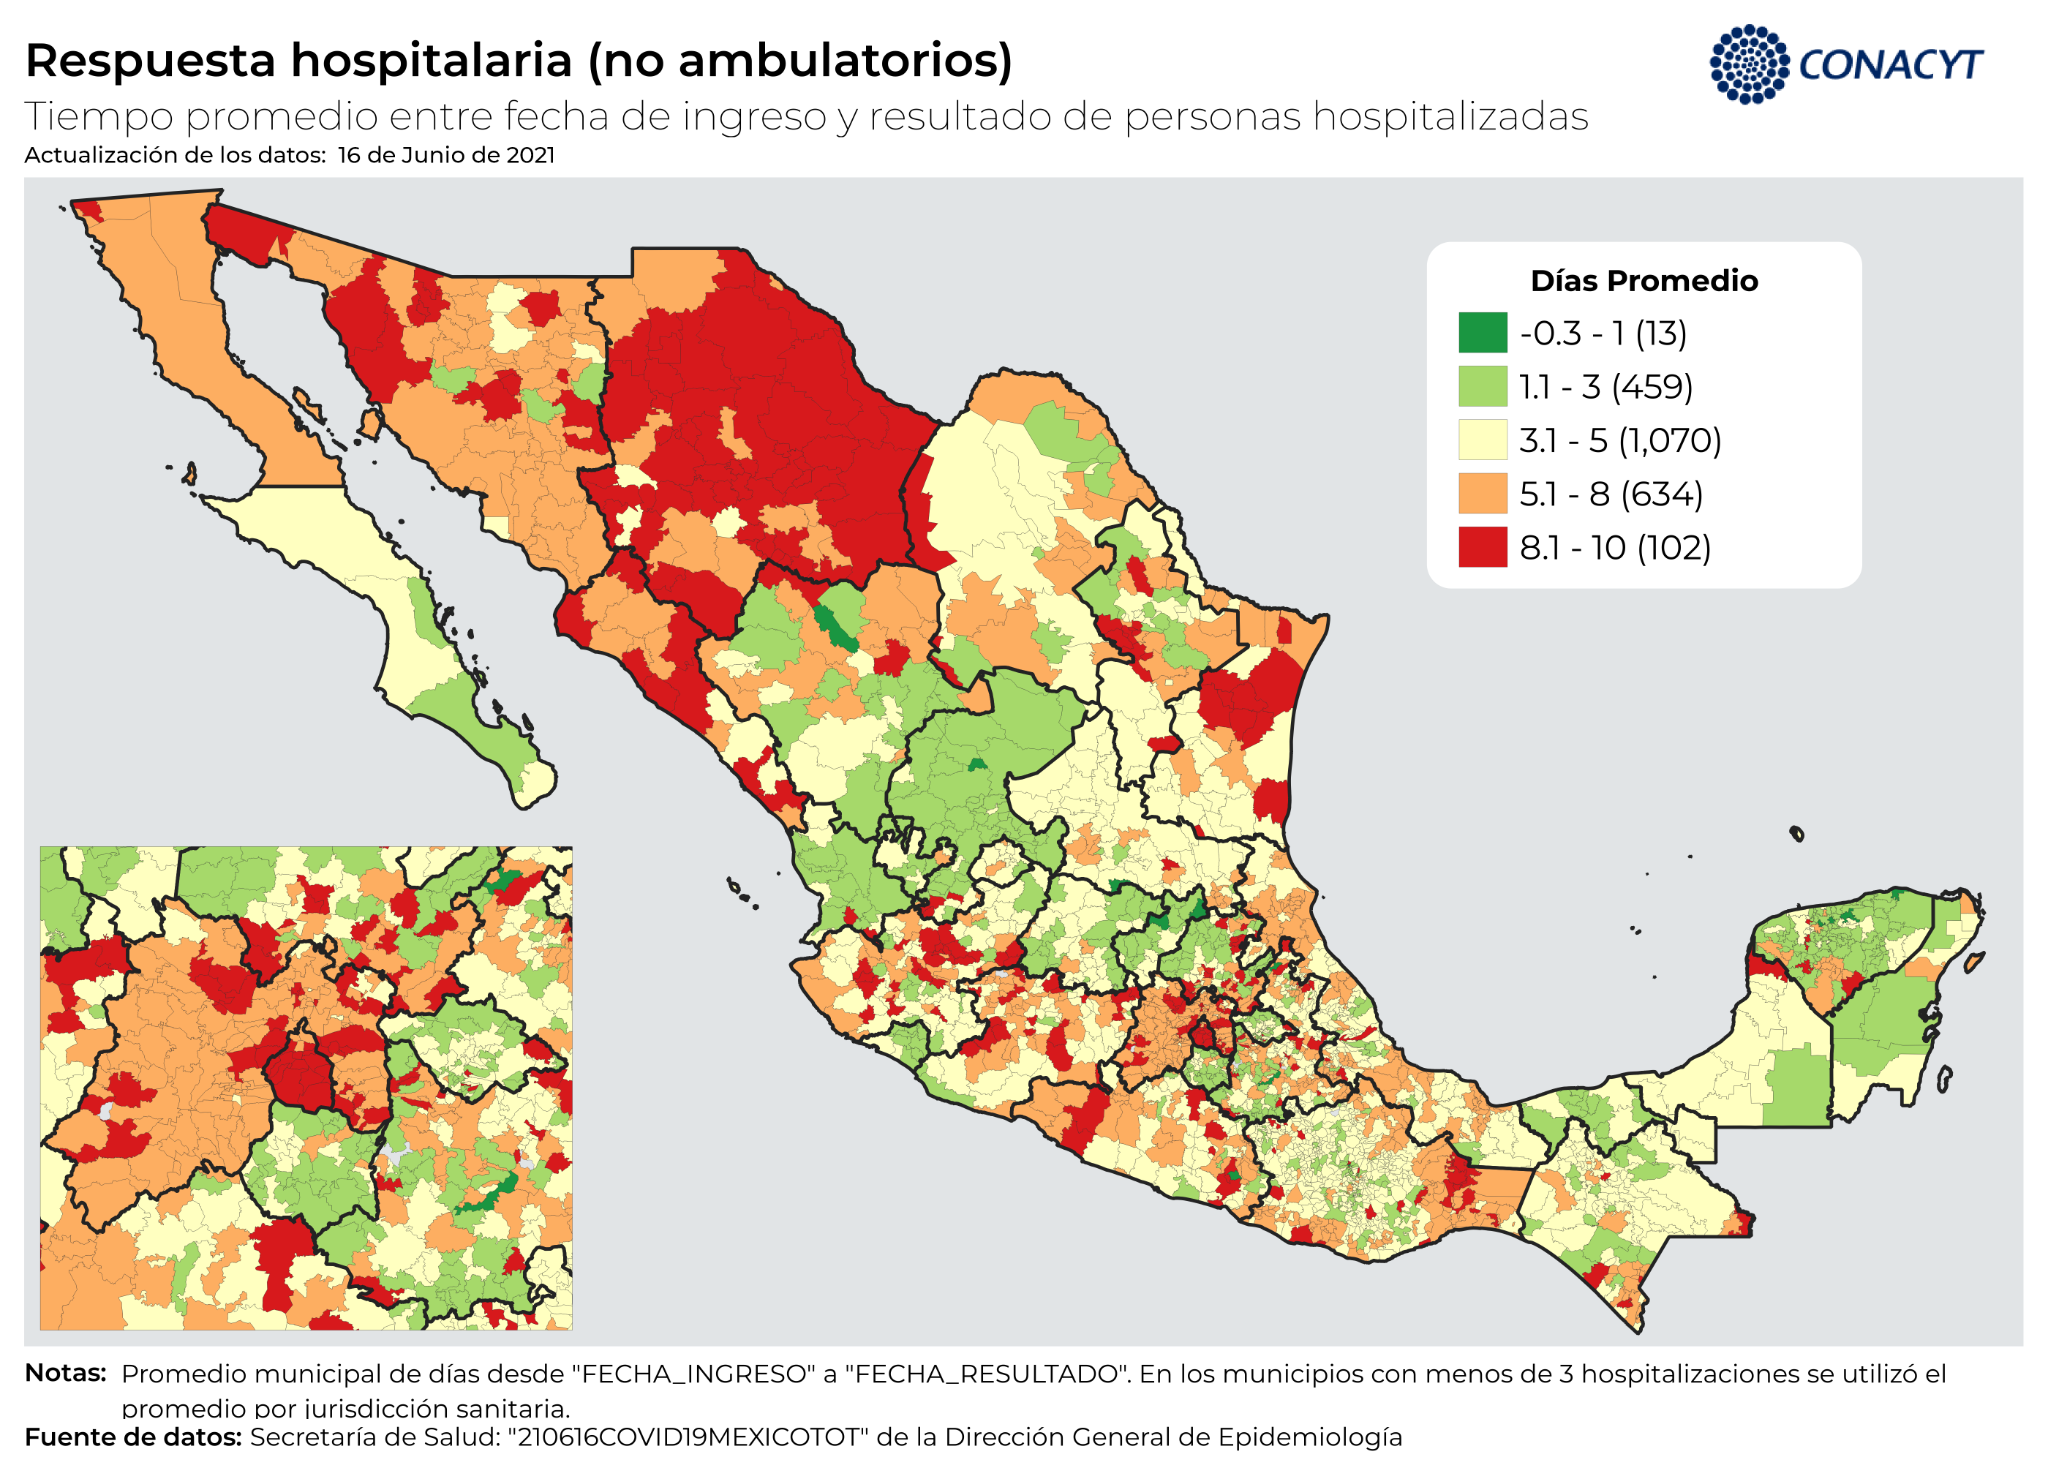 Respuesta hospitalaria (no ambulatorios)
CONACYT
Tiempo promedio entre fecha de ingreso y resultado de personas hospitalizadas
Actualización de los datos: 16 de Junio de 2021
Días Promedio
-0.3 - 1 (13)
1.1 - 3 (459)
3.1 - 5 (1,070)
5.1 - 8 (634)
8.1 - 10 (102)
Notas: Promedio municipal de días desde "FECHA_INGRESO" a "FECHA_RESULTADO". En los municipios con menos de 3 hospitalizaciones se utilizó el
promedio por jurisdicción sanitaria.
Fuente de datos: Secretaría de Salud: "210616COVID19MEXICOTOT" de la Dirección General de Epidemiología